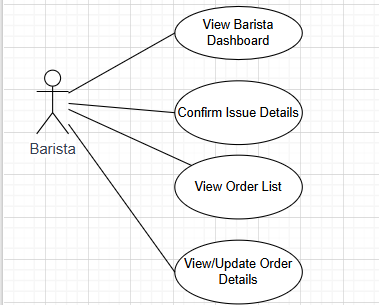 View Barista
Dashboard
Confirm Issue Details
Barista
View Order List
View/Update Order
Details